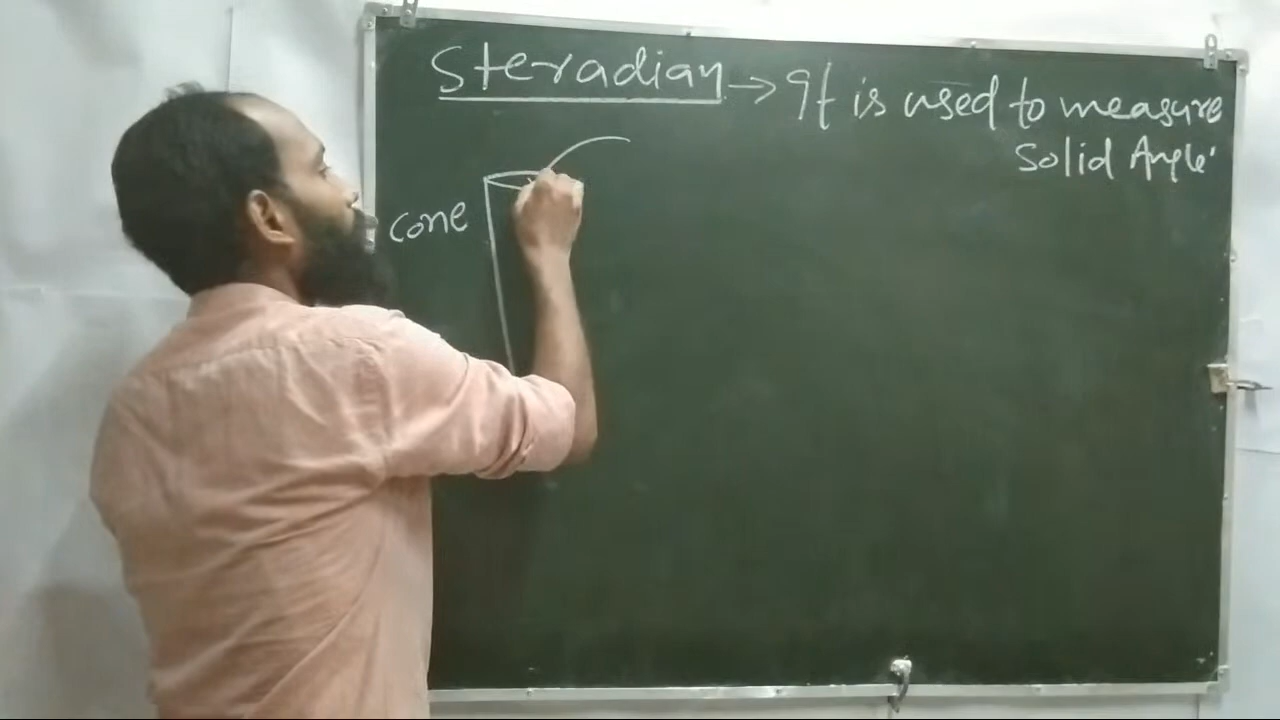 Steradian → It is used to measure
Solid Angle'
cone